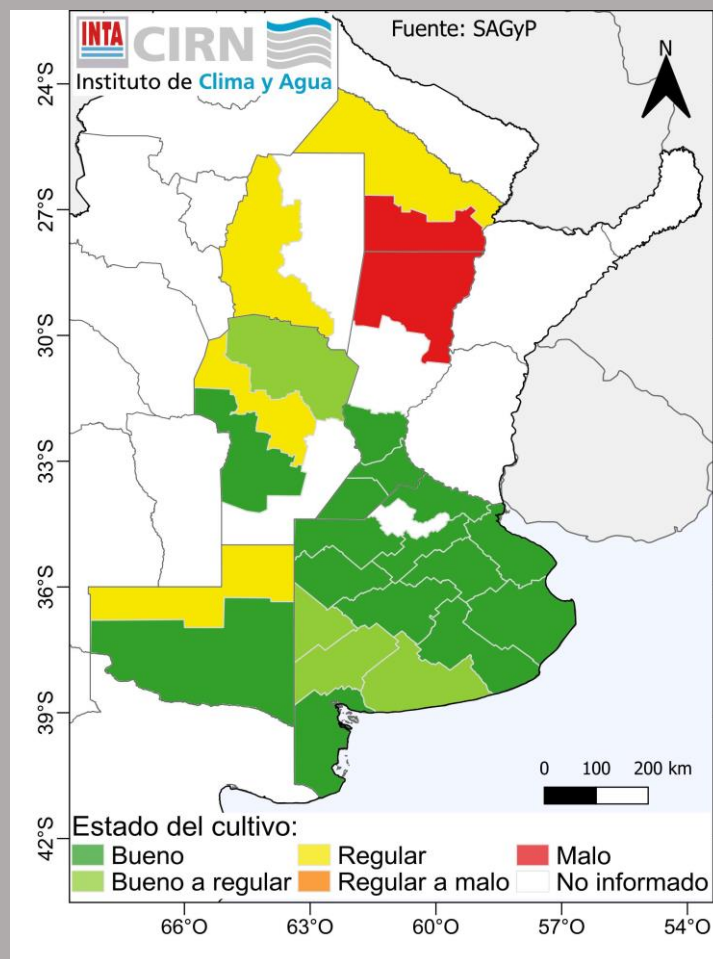 INTA
CIRN
Instituto de Clima y Agua
Fuente: SAGyP
N
24°S
27°S
30°S
33°S
36°S
39°S
42°S
0 100 200 km
Estado del cultivo:
Bueno
Regular
Malo
Bueno a regular
Regular a malo
No informado
66°O 63°O 60°O 57°O 54°O